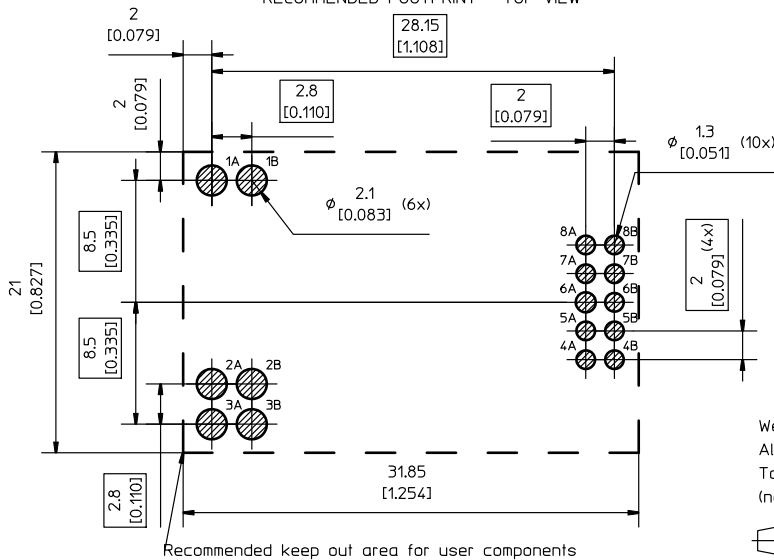 RECOMMENDED FOOTPRINT - TOP VIEW
2
[0.079]
28.15
[1.108]
2
[0.079]
2.8
[0.110]
2
[0.079]
ø 1.3
[0.051] (10x)
1A 1B
ø 2.1
[0.083] (6x)
8A 8B
7A 7B
6A 6B
5A 5B
4A 4B
2
[0.079] (4x)
21
[0.827]
8.5
[0.335]
8.5
[0.335]
2A 2B
3A 3B
2.8
[0.110]
31.85
[1.254]
We
Al
To
(n
Recommended keep out area for user components